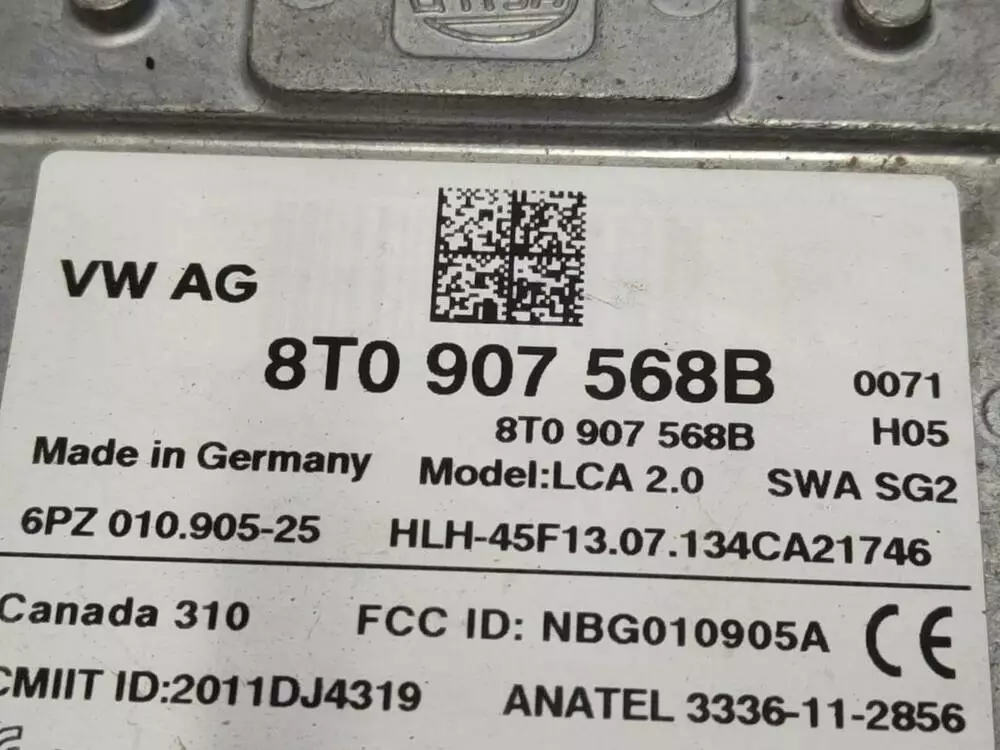 VW AG
8T0 907 568B 0071
8T0 907 568B H05
Made in Germany Model:LCA 2.0 SWA SG2
6PZ 010.905-25 HLH-45F13.07.134CA21746
Canada 310 FCC ID: NBG010905A CE
CMIIT ID:2011DJ4319 ANATEL 3336-11-2856